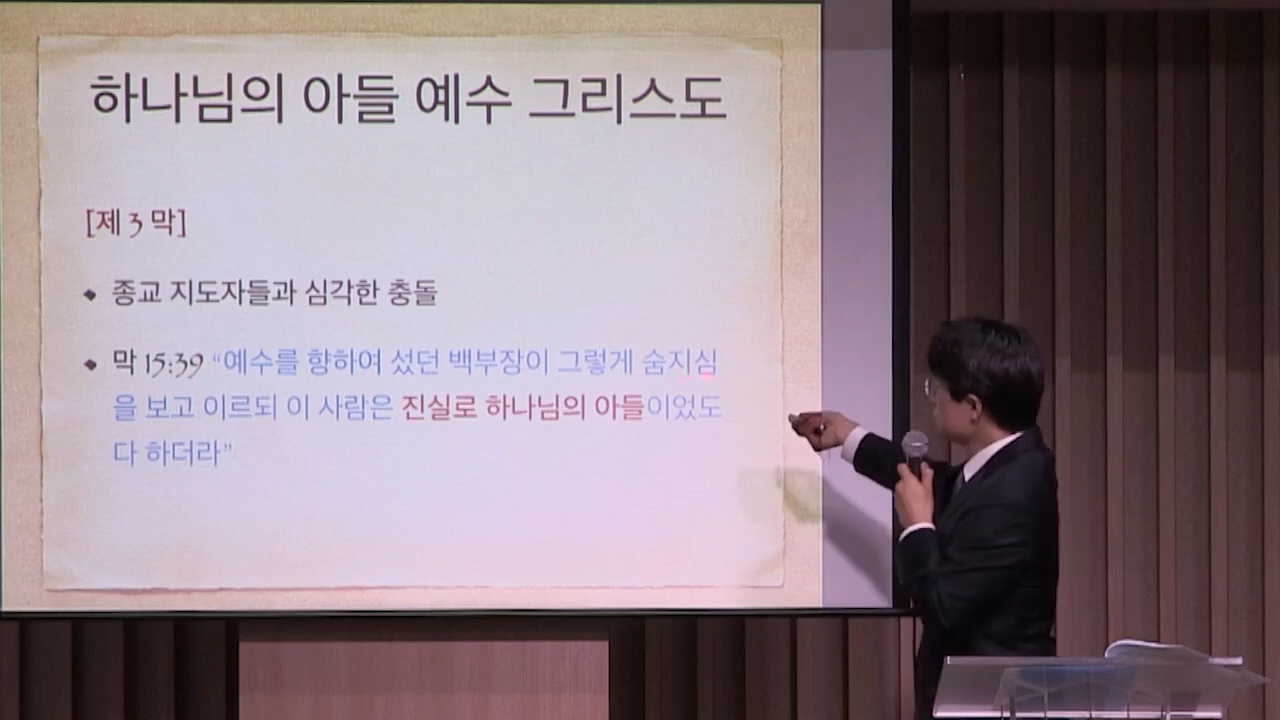 하나님의 아들 예수 그리스도
[제 3 막]
종교 지도자들과 심각한 충돌
막 15:39 “예수를 향하여 섰던 백부장이 그렇게 숨지심
을 보고 이르되 이 사람은 진실로 하나님의 아들이었도
다 하더라”